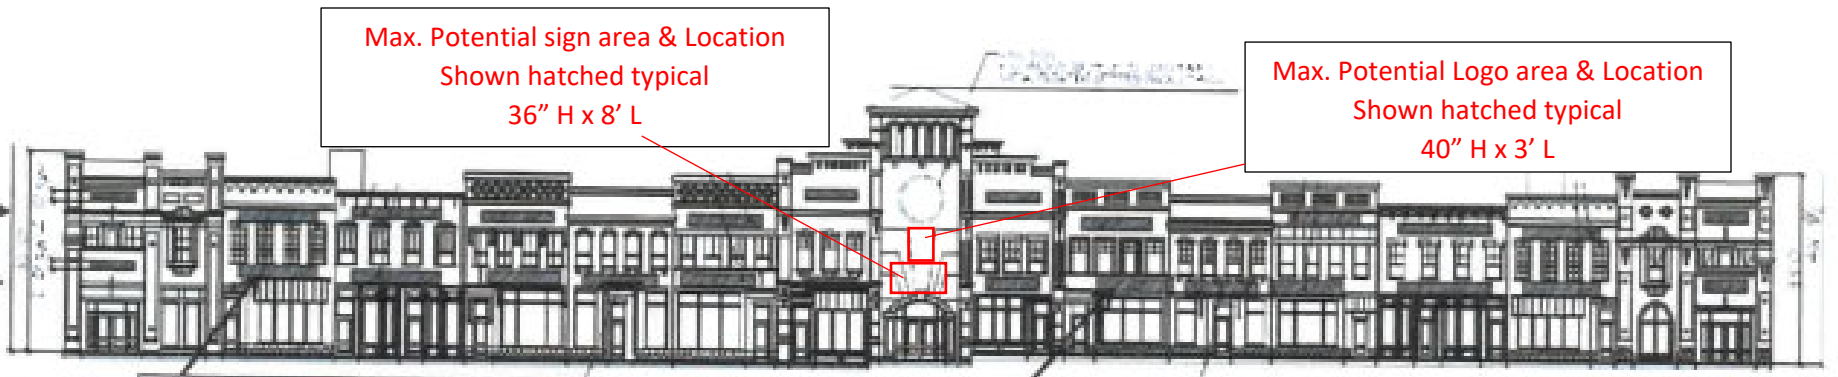 Max. Potential sign area & Location
Shown hatched typical
36” H x 8’ L
Max. Potential Logo area & Location
Shown hatched typical
40” H x 3’ L